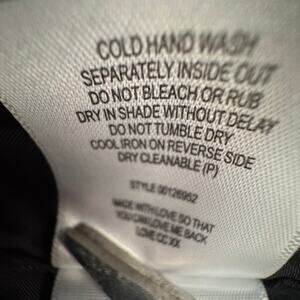 COLD HAND WASH
SEPARATELY INSIDE OUT
DO NOT BLEACH OR RUB
DRY IN SHADE WITHOUT DELAY
DO NOT TUMBLE DRY
COOL IRON ON REVERSE SIDE
DRY CLEANABLE (P)
STYLE 00126952
MADE WITH LOVE SO THAT
YOU CAN LOVE ME BACK
LOVE CC XX